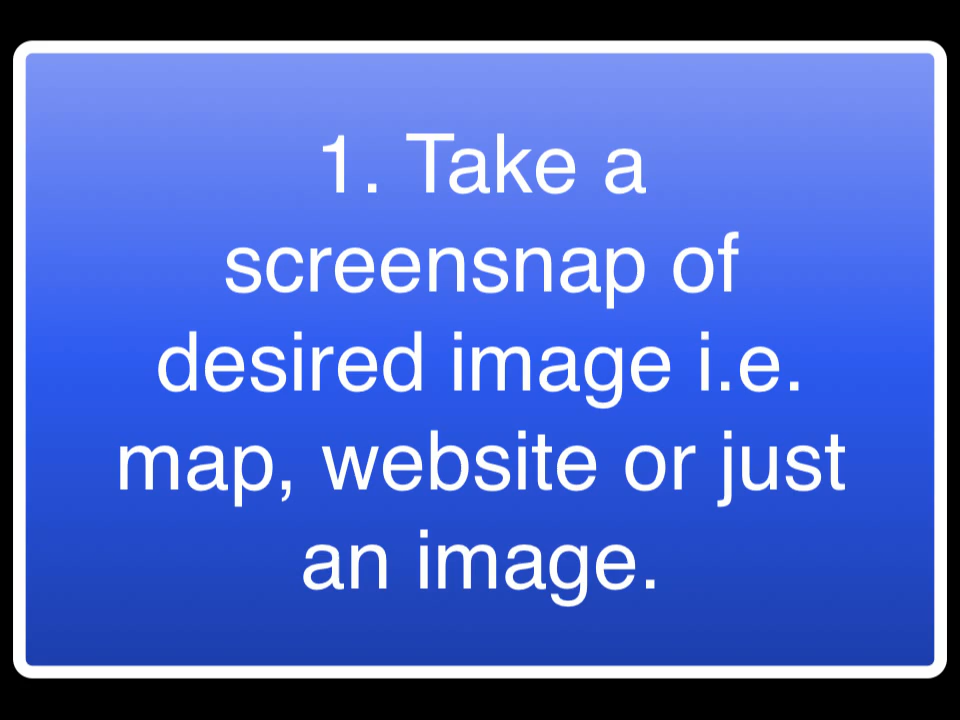 1. Take a
screensnap of
desired image i.e.
map, website or just
an image.